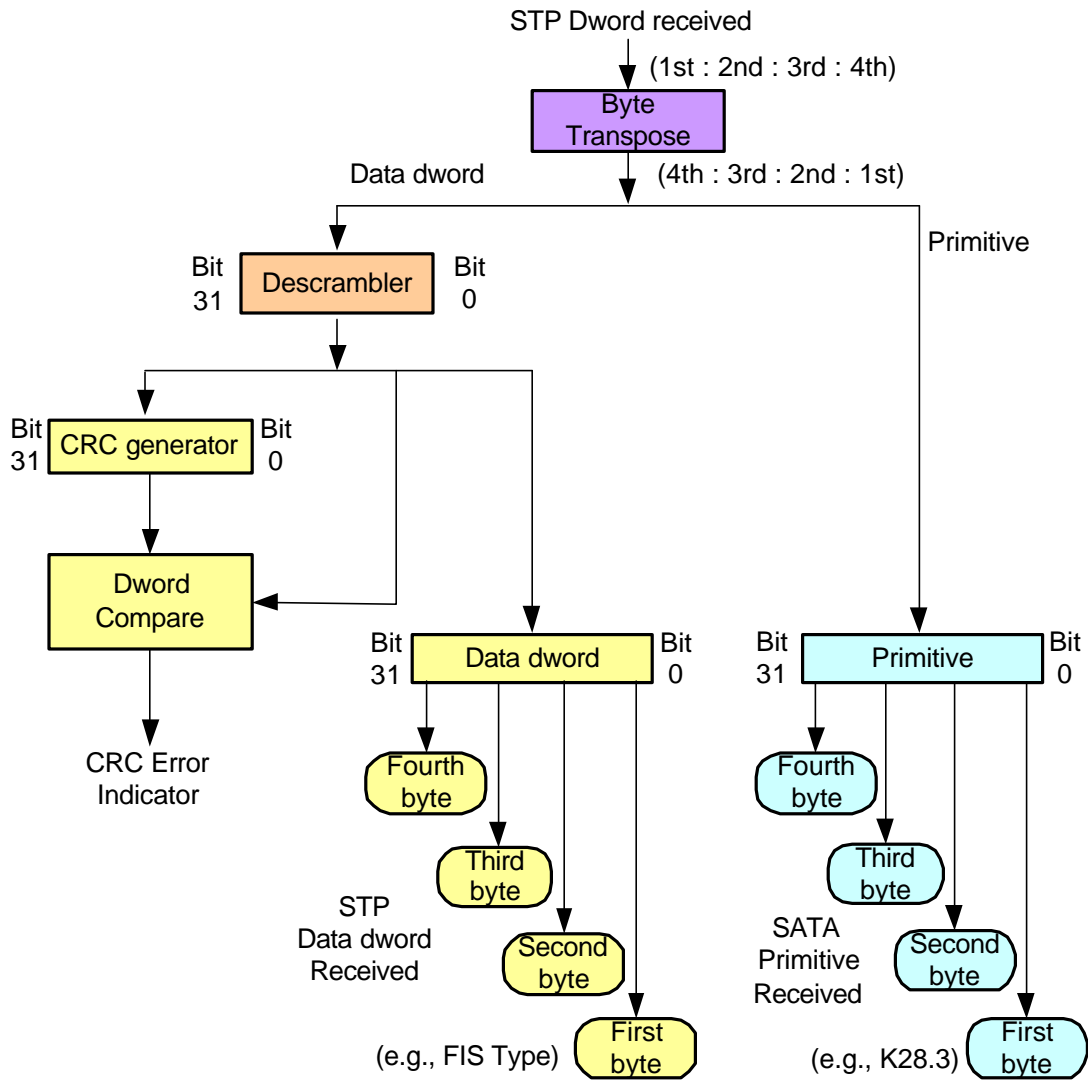 STP Dword received
(1st : 2nd : 3rd : 4th)
Byte
Transpose
Data dword
(4th : 3rd : 2nd : 1st)
Primitive
Bit
31
Descrambler
Bit
0
Bit
31
CRC generator
Bit
0
Dword
Compare
CRC Error
Indicator
Bit
31
Data dword
Bit
0
Fourth
byte
Third
byte
Second
byte
First
byte
STP
Data dword
Received
(e.g., FIS Type)
Bit
31
Primitive
Bit
0
Fourth
byte
Third
byte
Second
byte
First
byte
SATA
Primitive
Received
(e.g., K28.3)